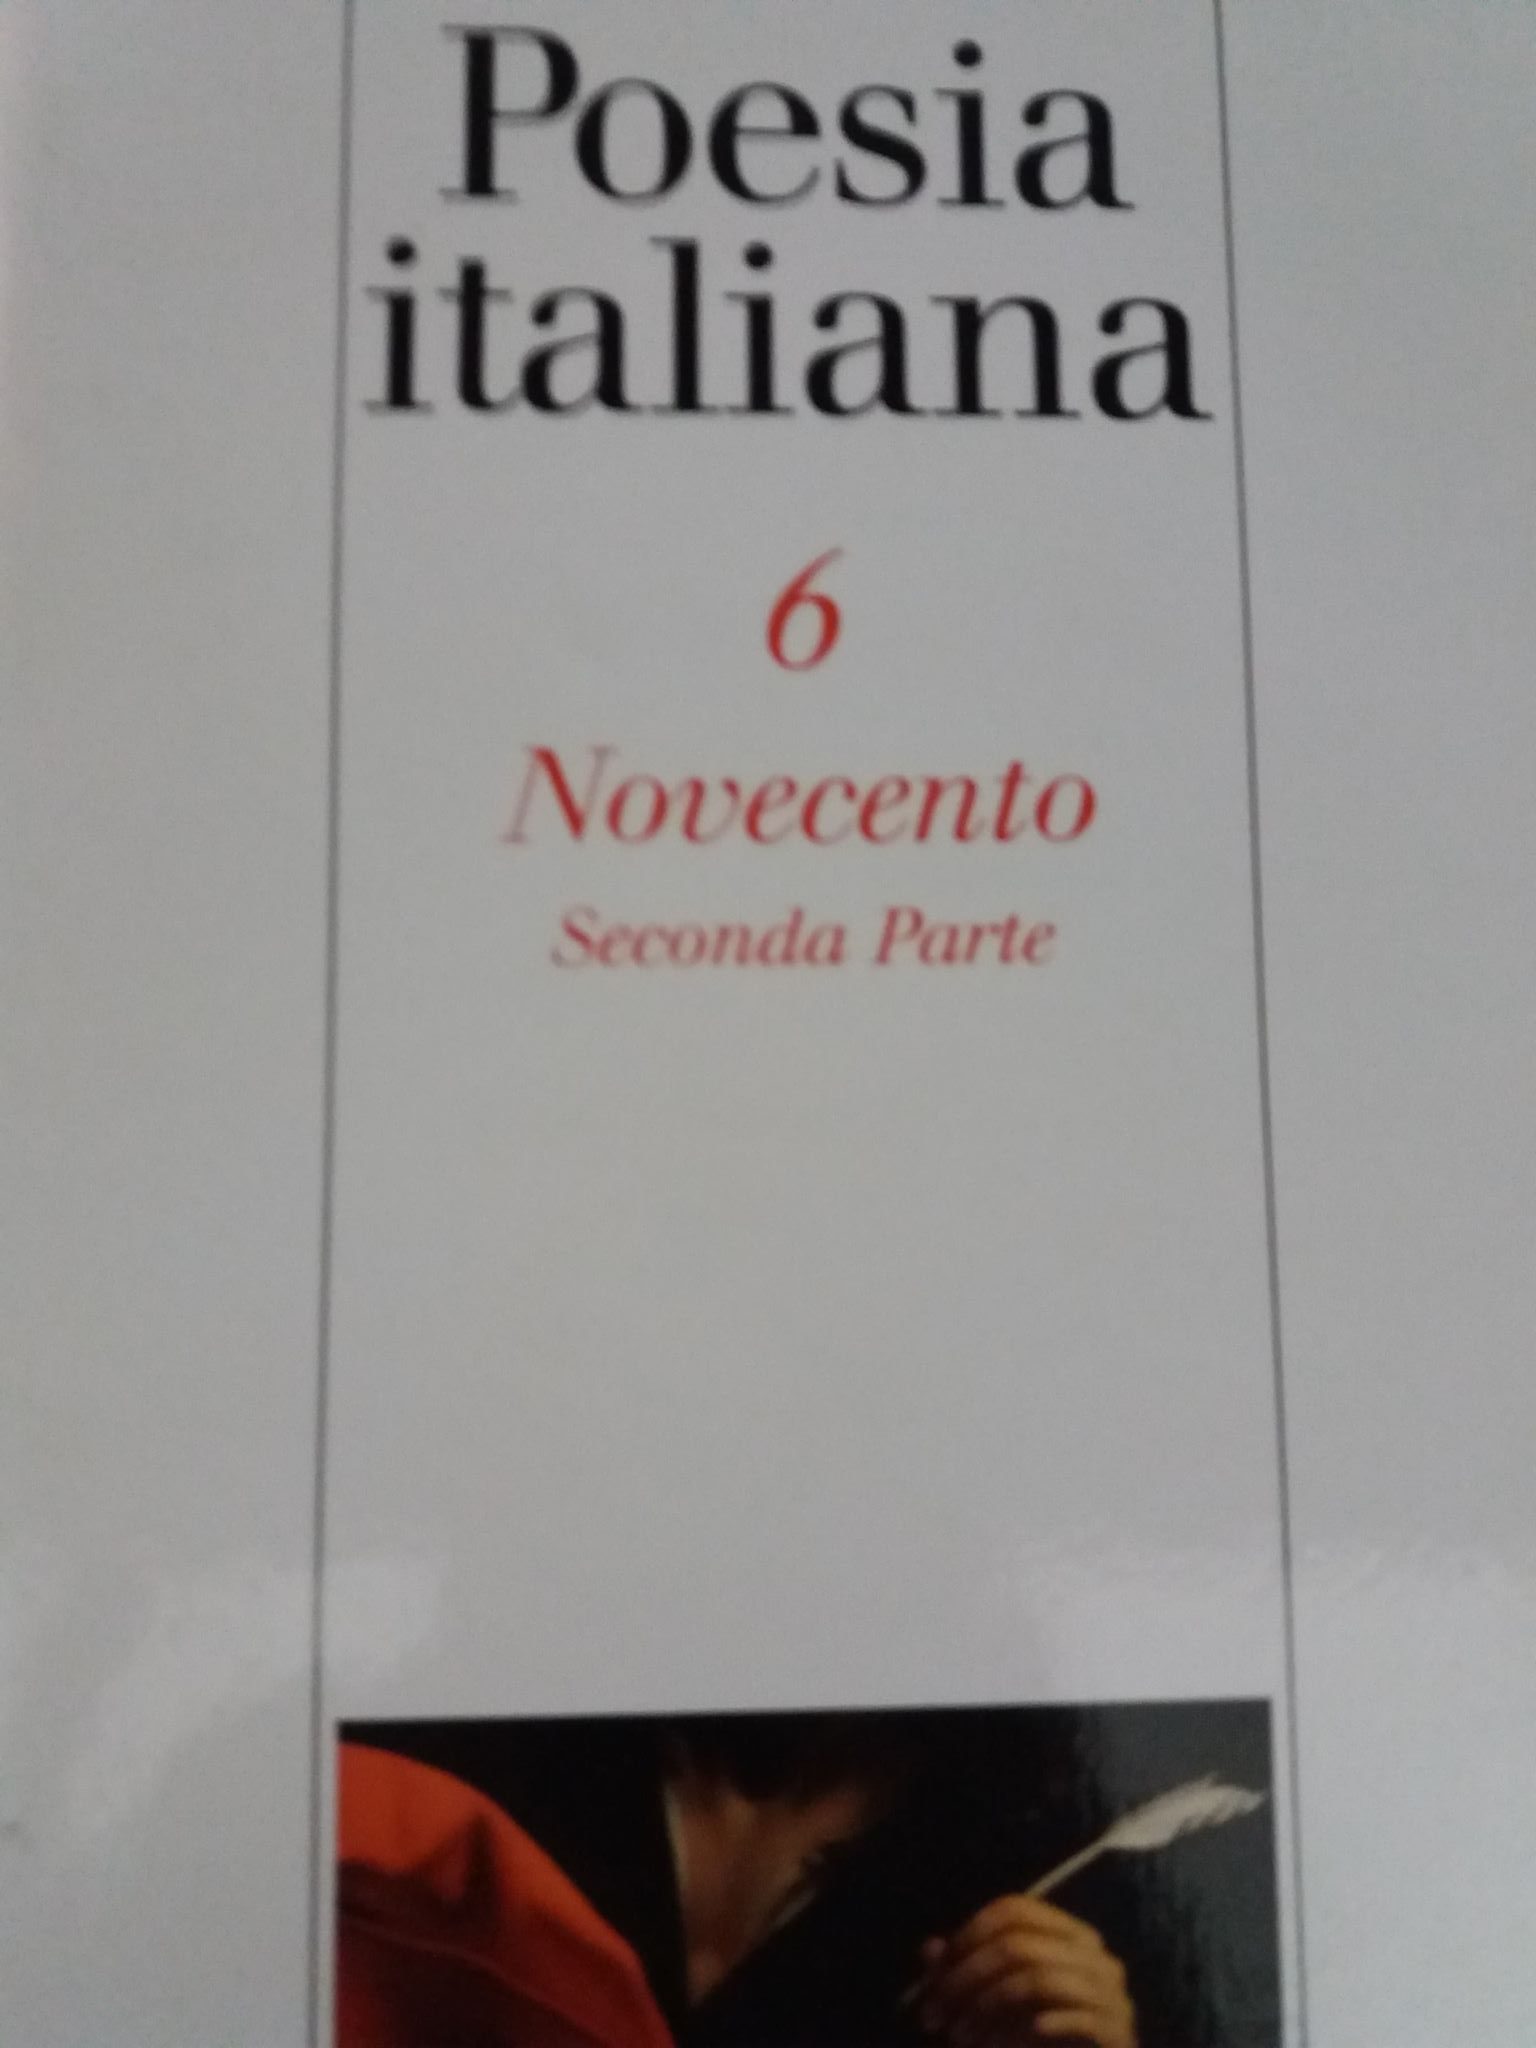 Poesia
italiana
6
Novecento
Seconda Parte